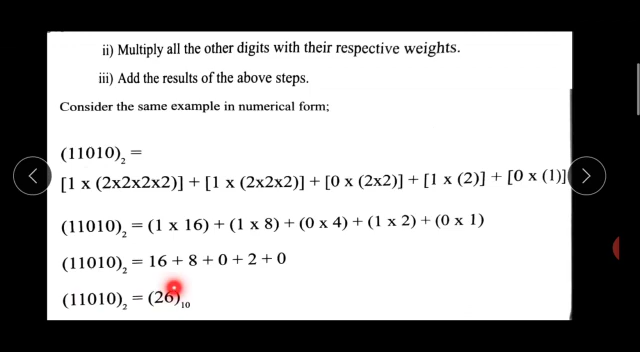 ii) Multiply all the other digits with their respective weights.
iii) Add the results of the above steps.
Consider the same example in numerical form;
(11010)₂ =
[1 x (2x2x2x2)] + [1 x (2x2x2)] + [0 x (2x2)] + [1 x (2)] + [0 x (1)]
(11010)₂ = (1 x 16) + (1 x 8) + (0 x 4) + (1 x 2) + (0 x 1)
(11010)₂ = 16 + 8 + 0 + 2 + 0
(11010)₂ = (26)₁₀